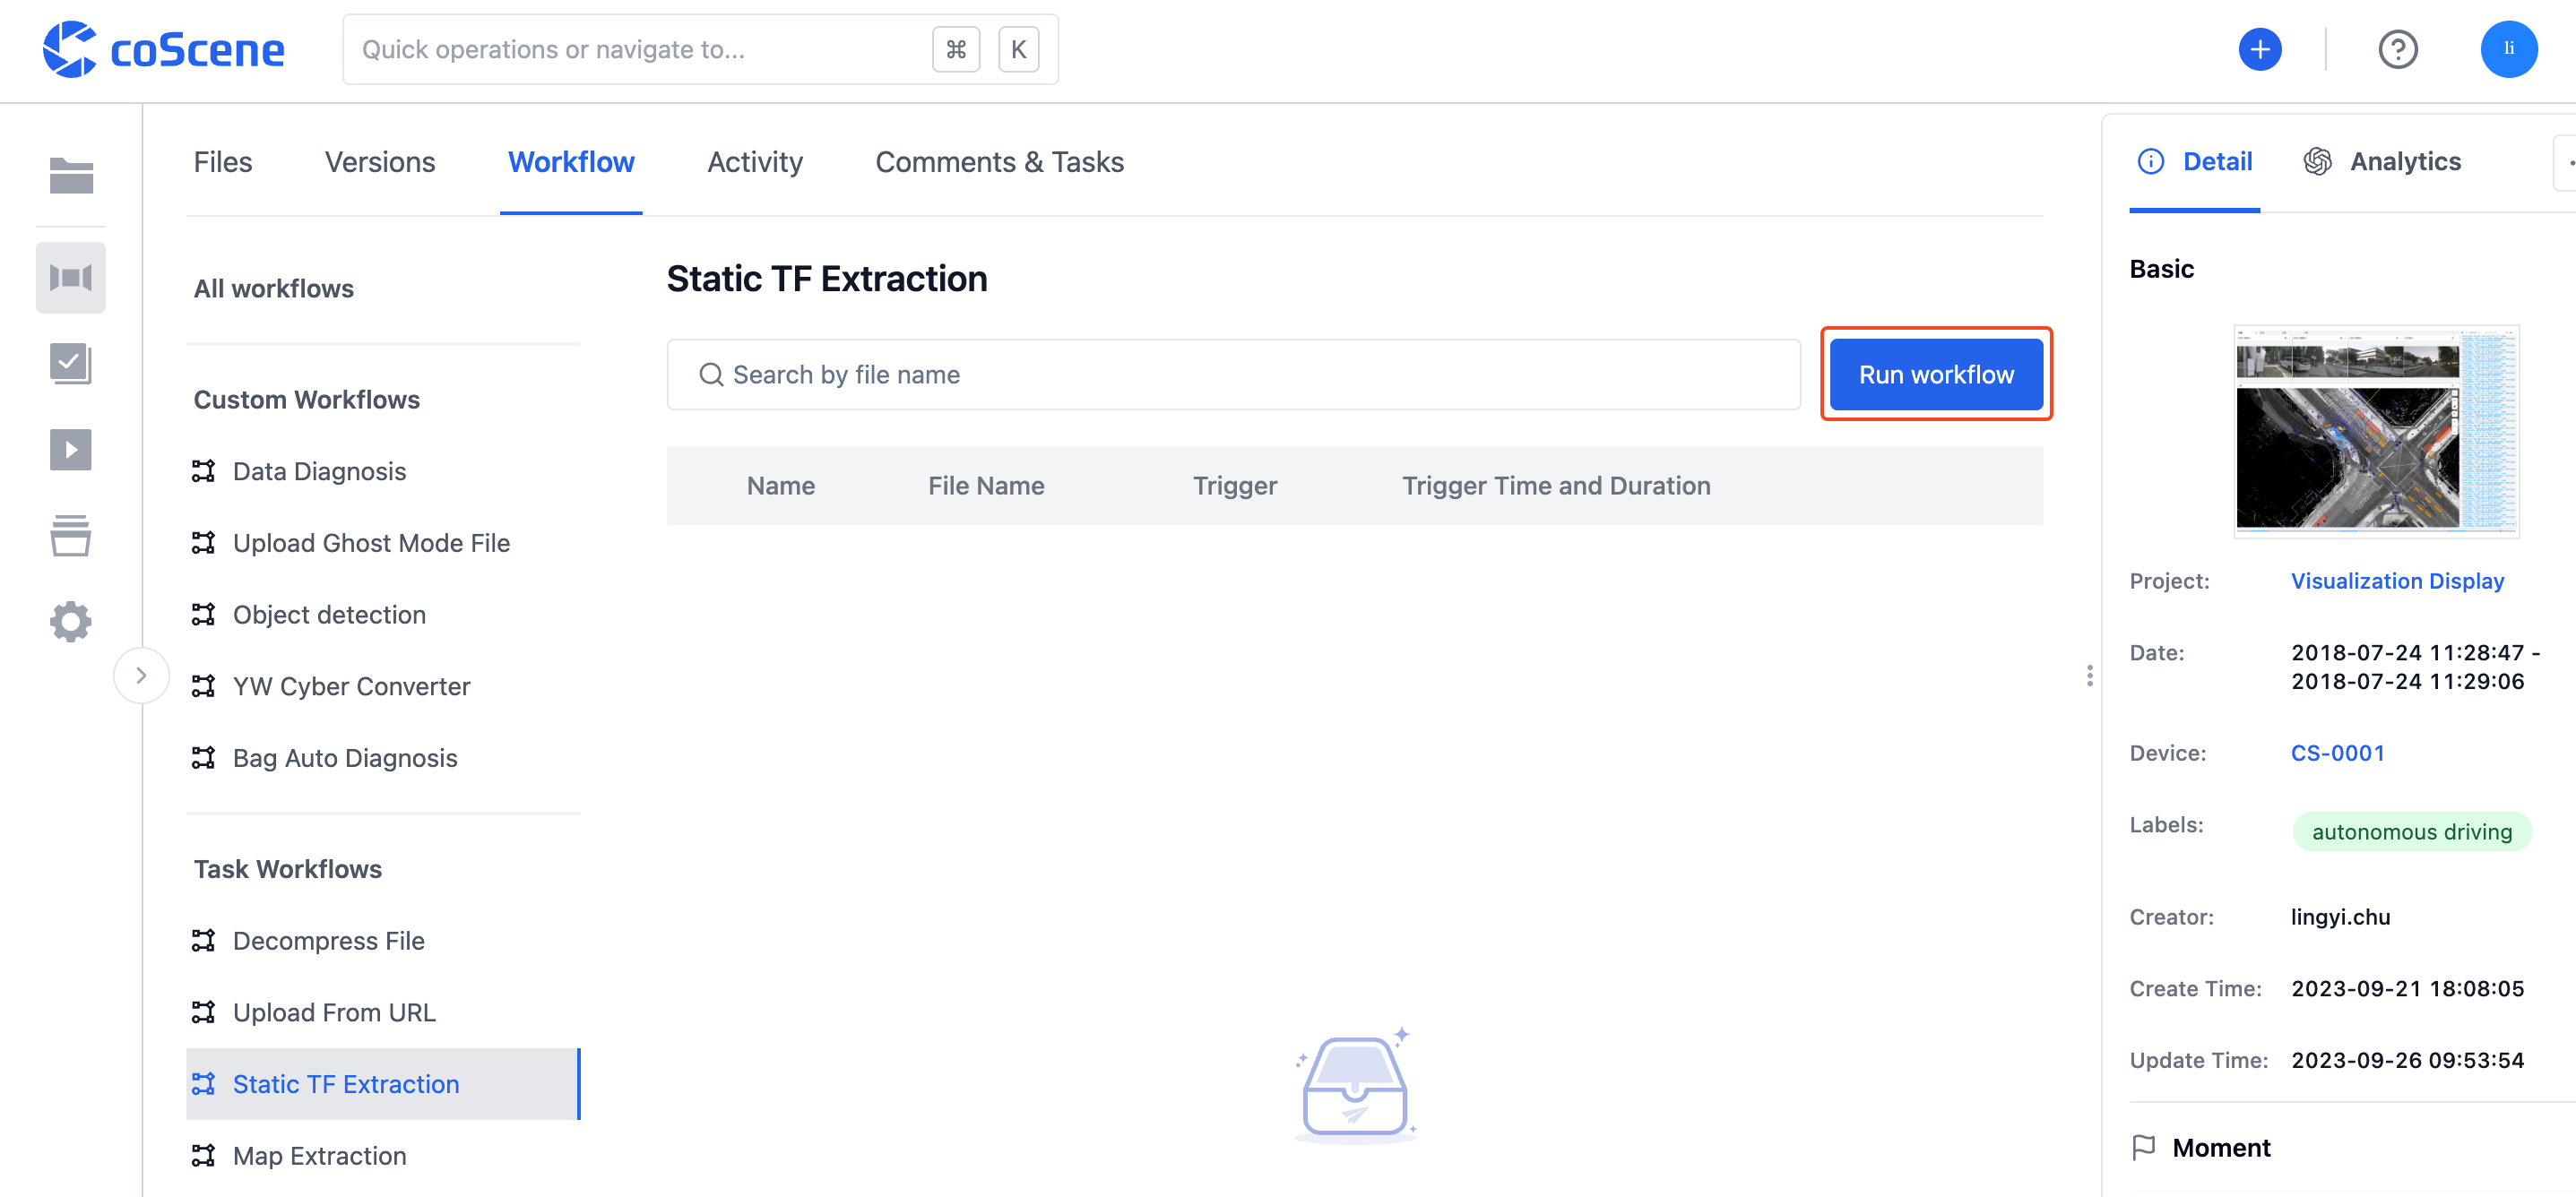 coScene
Quick operations or navigate to...
⌘ K
li
Files Versions Workflow Activity Comments & Tasks
All workflows
Custom Workflows
Data Diagnosis
Upload Ghost Mode File
Object detection
YW Cyber Converter
Bag Auto Diagnosis
Task Workflows
Decompress File
Upload From URL
Static TF Extraction
Map Extraction
Static TF Extraction
Search by file name
Run workflow
Name File Name Trigger Trigger Time and Duration
Detail Analytics
Basic
Project: Visualization Display
Date: 2018-07-24 11:28:47 -
2018-07-24 11:29:06
Device: CS-0001
Labels: autonomous driving
Creator: lingyi.chu
Create Time: 2023-09-21 18:08:05
Update Time: 2023-09-26 09:53:54
Moment